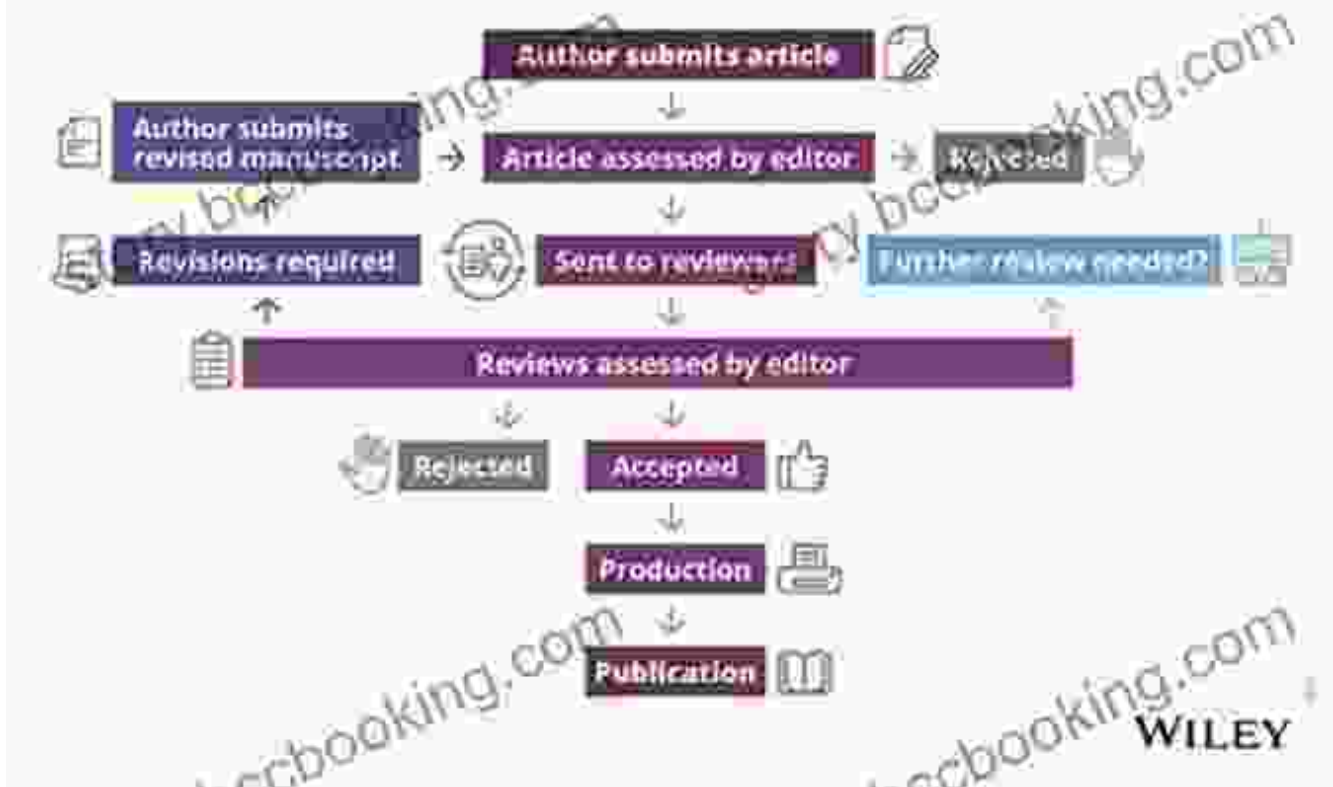 Author submits article
Author submits
revised manuscript
Article assessed by editor
Rejected
Revisions required
Sent to reviewers
Further review needed?
Reviews assessed by editor
Rejected
Accepted
Production
Publication
WILEY